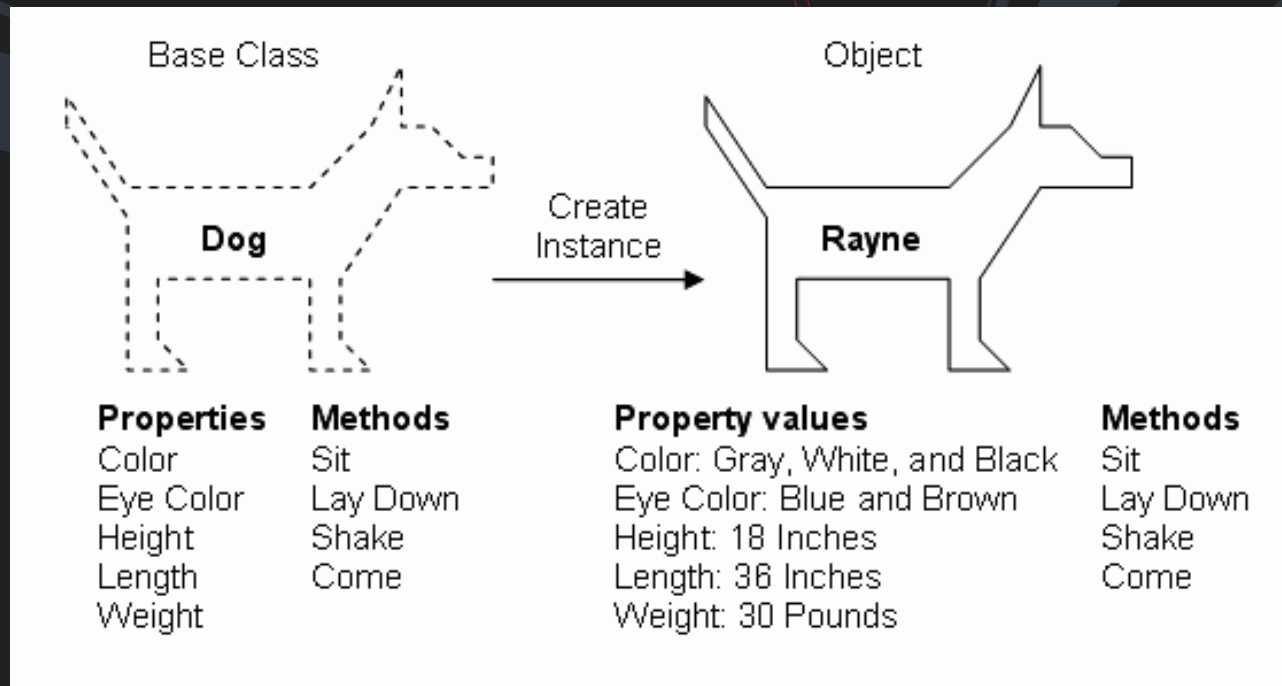 Base Class
Object
Dog
Create
Instance
Rayne
Properties
Color
Eye Color
Height
Length
Weight
Methods
Sit
Lay Down
Shake
Come
Property values
Color: Gray, White, and Black
Eye Color: Blue and Brown
Height: 18 Inches
Length: 36 Inches
Weight: 30 Pounds
Methods
Sit
Lay Down
Shake
Come